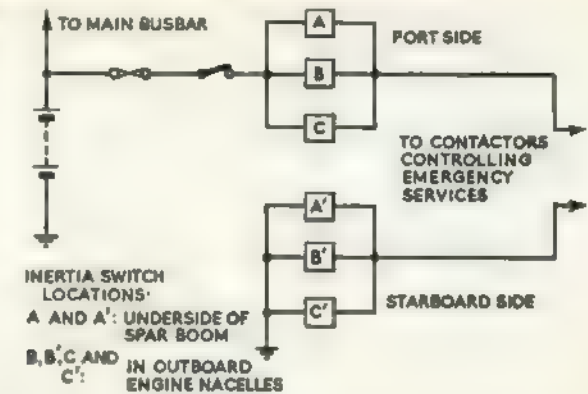 TO MAIN BUSBAR
A
PORT SIDE
B
C
TO CONTACTORS
CONTROLLING
EMERGENCY
SERVICES
A'
B'
C'
STARBOARD SIDE
INERTIA SWITCH
LOCATIONS:
A AND A': UNDERSIDE OF
SPAR BOOM
B,B',C AND
C': IN OUTBOARD
ENGINE NACELLES